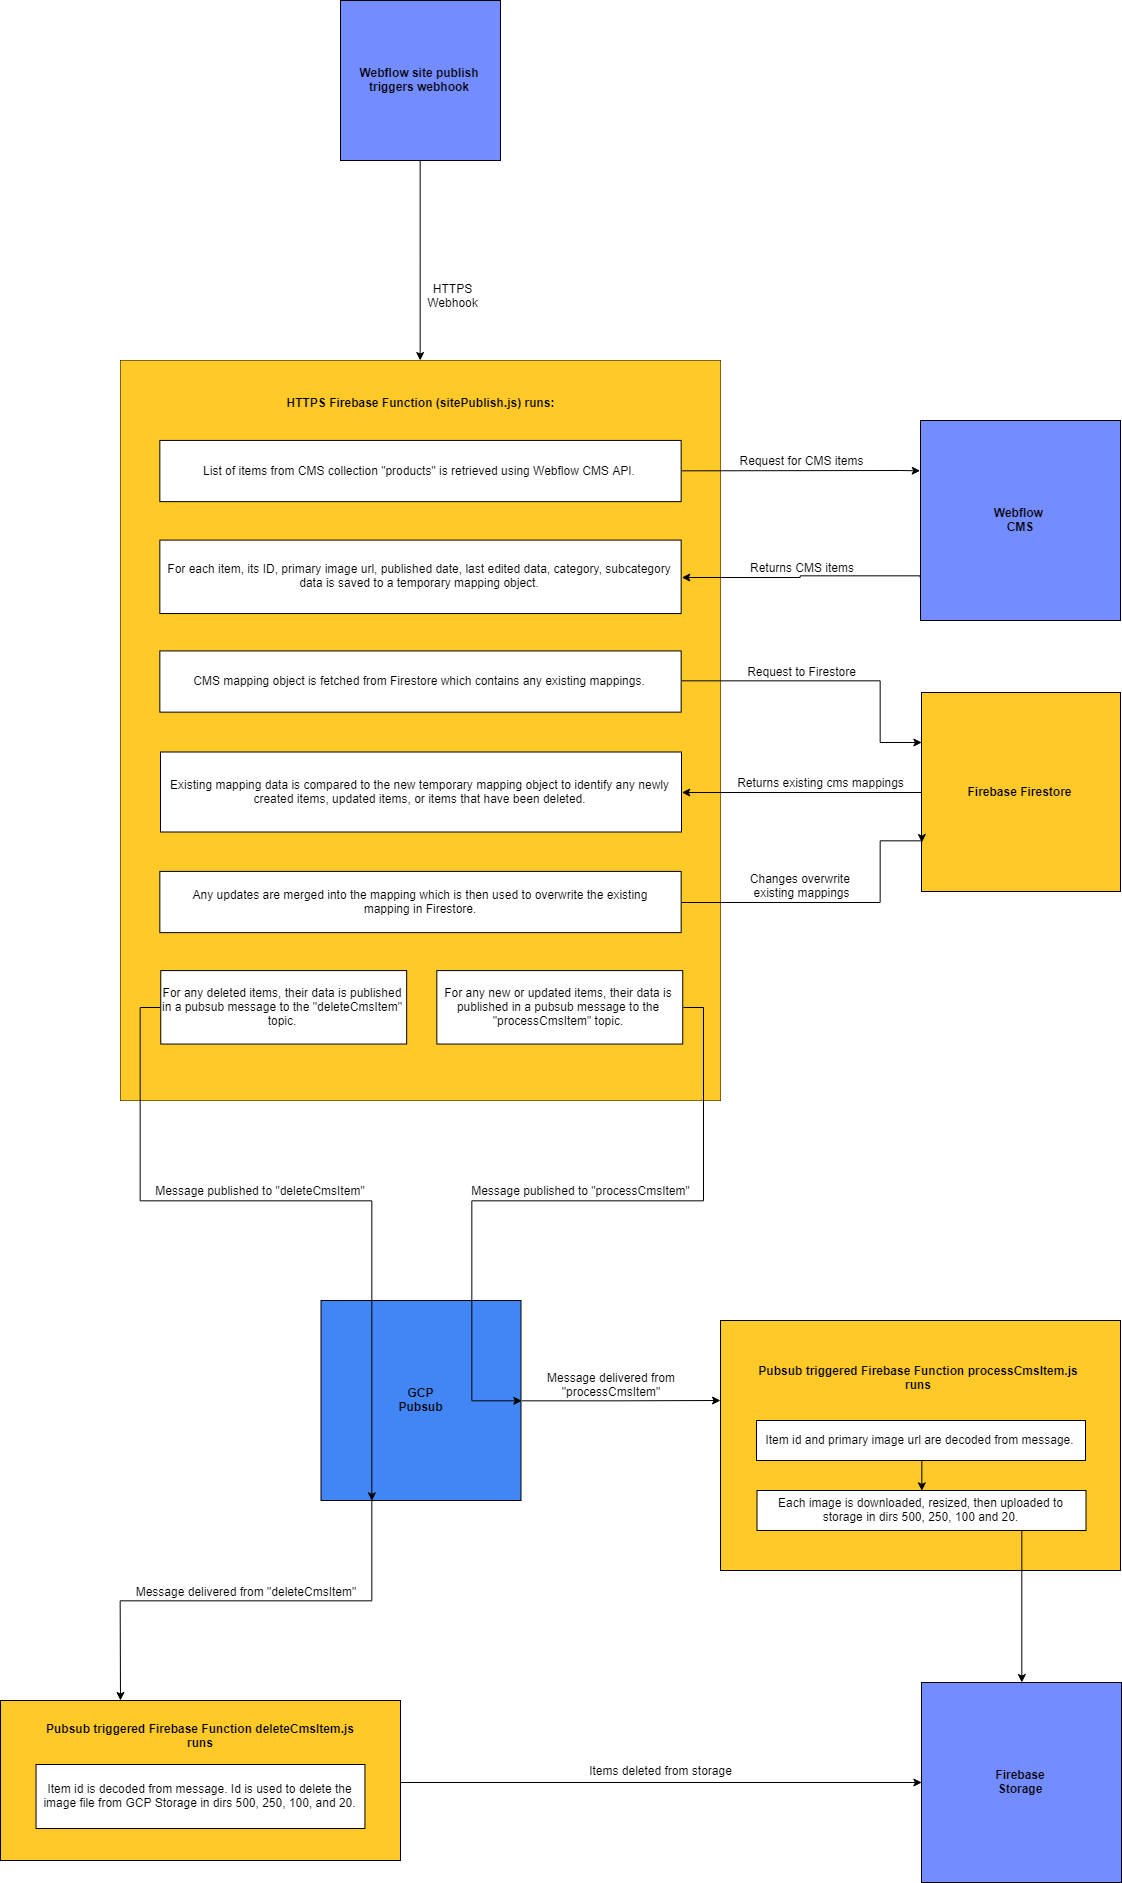 Webflow site publish
triggers webhook
HTTPS
Webhook
HTTPS Firebase Function (sitePublish.js) runs:
List of items from CMS collection "products" is retrieved using Webflow CMS API.
Request for CMS items
Webflow
CMS
For each item, its ID, primary image url, published date, last edited data, category, subcategory
data is saved to a temporary mapping object.
Returns CMS items
CMS mapping object is fetched from Firestore which contains any existing mappings.
Request to Firestore
Existing mapping data is compared to the new temporary mapping object to identify any newly
created items, updated items, or items that have been deleted.
Returns existing cms mappings
Firebase Firestore
Any updates are merged into the mapping which is then used to overwrite the existing
mapping in Firestore.
Changes overwrite
existing mappings
For any deleted items, their data is published
in a pubsub message to the "deleteCmsItem"
topic.
For any new or updated items, their data is
published in a pubsub message to the
"processCmsItem" topic.
Message published to "deleteCmsItem"
Message published to "processCmsItem"
GCP
Pubsub
Message delivered from
"processCmsItem"
Pubsub triggered Firebase Function processCmsItem.js
runs
Item id and primary image url are decoded from message.
Each image is downloaded, resized, then uploaded to
storage in dirs 500, 250, 100 and 20.
Message delivered from "deleteCmsItem"
Pubsub triggered Firebase Function deleteCmsItem.js
runs
Item id is decoded from message. Id is used to delete the
image file from GCP Storage in dirs 500, 250, 100, and 20.
Items deleted from storage
Firebase
Storage